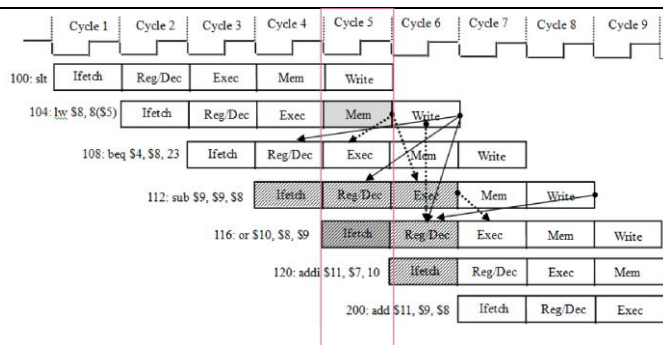 Cycle 1 Cycle 2 Cycle 3 Cycle 4 Cycle 5 Cycle 6 Cycle 7 Cycle 8 Cycle 9
100: slt Ifetch Reg/Dec Exec Mem Write
104: lw $8, 8($5) Ifetch Reg/Dec Exec Mem Write
108: beq $4, $8, 23 Ifetch Reg/Dec Exec Mem Write
112: sub $9, $9, $8 Ifetch Reg/Dec Exec Mem Write
116: or $10, $8, $9 Ifetch Reg/Dec Exec Mem Write
120: addi $11, $7, 10 Ifetch Reg/Dec Exec Mem
200: add $11, $9, $8 Ifetch Reg/Dec Exec